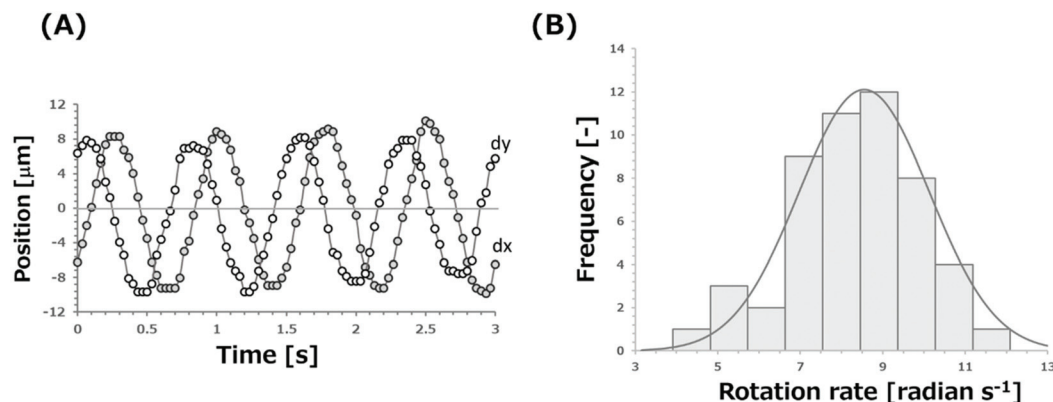 (A)
12
8
4
0
-4
-8
-12
Position [μm]
0 0.5 1 1.5 2 2.5 3
Time [s]
dy
dx
(B)
14
12
10
8
6
4
2
0
Frequency [-]
3 5 7 9 11 13
Rotation rate [radian s⁻¹]